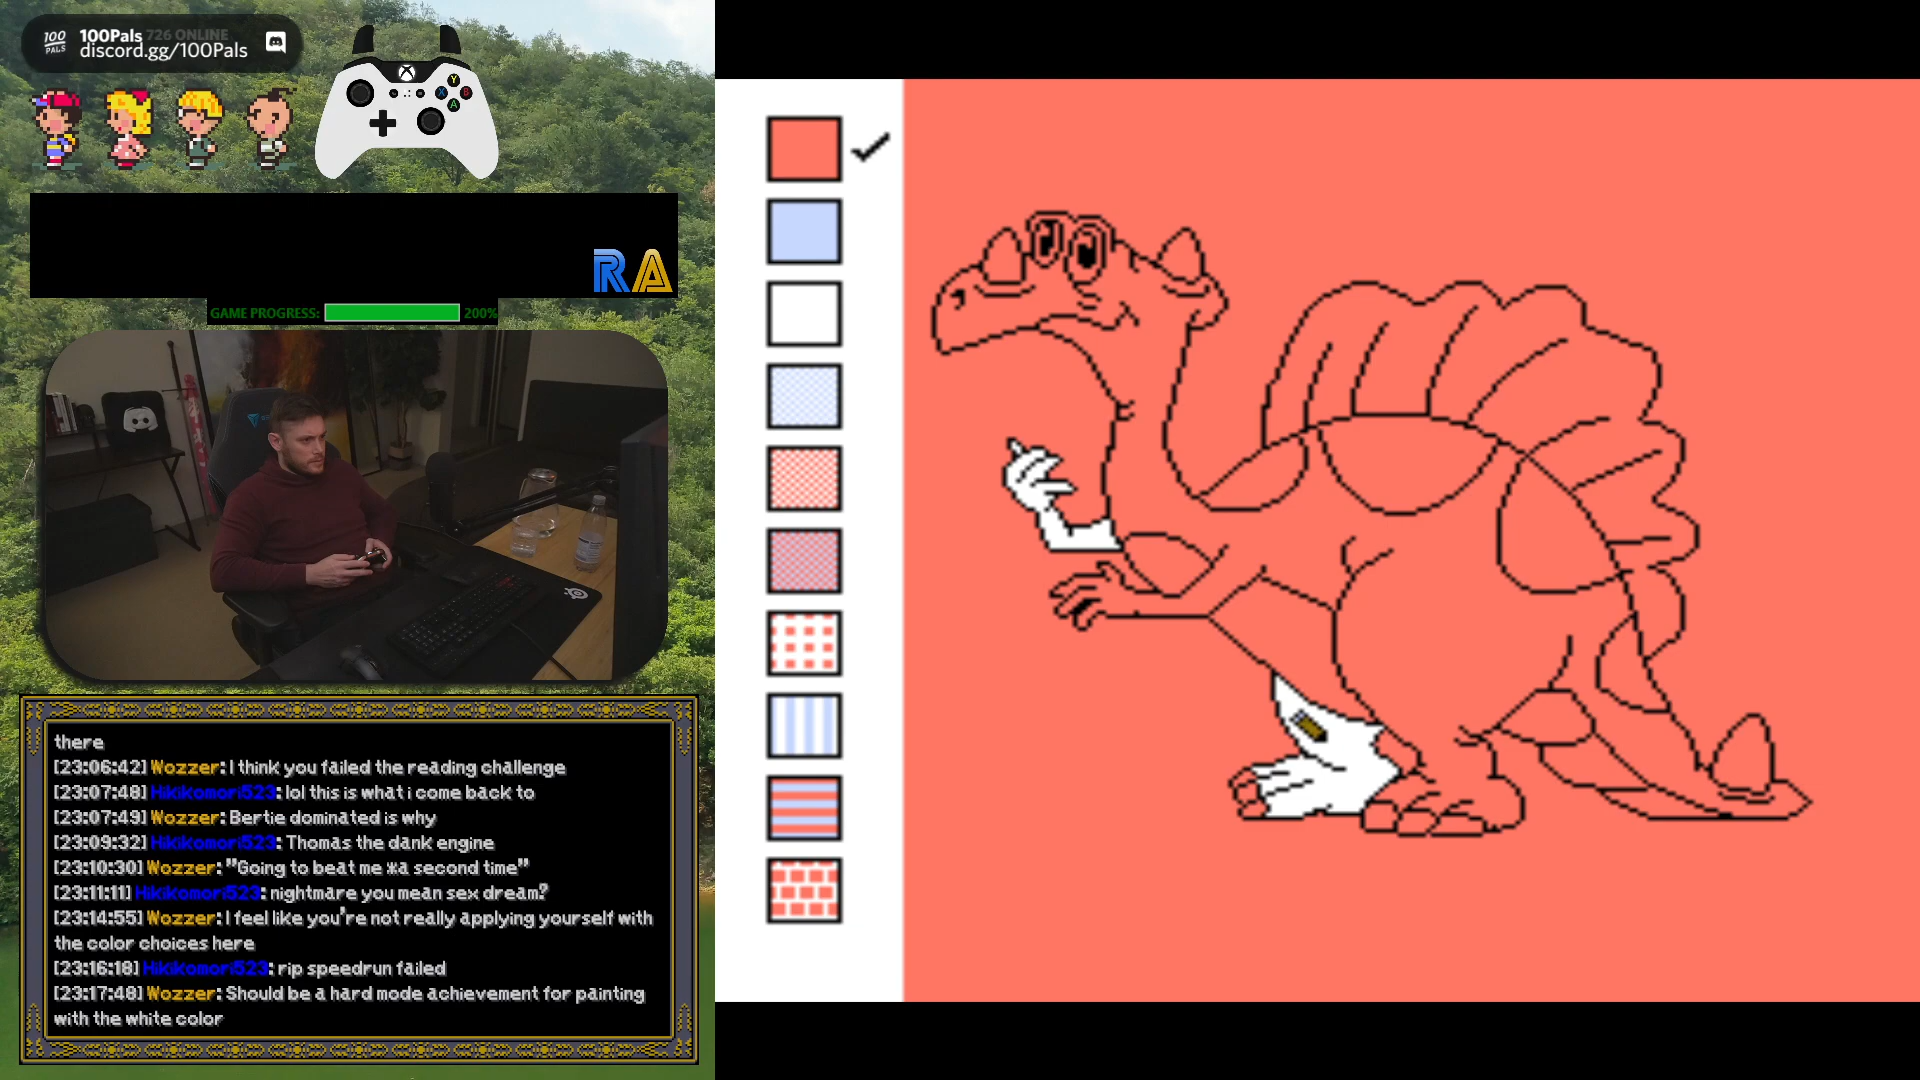 100Pals 726 ONLINE
discord.gg/100Pals
100
PALS
Y
X B
A
RA
GAME PROGRESS: 200%
there
[23:06:42] Wozzer: I think you failed the reading challenge
[23:07:48] Hikikomori523: lol this is what i come back to
[23:07:49] Wozzer: Bertie dominated is why
[23:09:32] Hikikomori523: Thomas the dank engine
[23:10:30] Wozzer: "Going to beat me *a second time"
[23:11:11] Hikikomori523: nightmare you mean sex dream?
[23:14:55] Wozzer: I feel like you're not really applying yourself with
the color choices here
[23:16:18] Hikikomori523: rip speedrun failed
[23:17:48] Wozzer: Should be a hard mode achievement for painting
with the white color